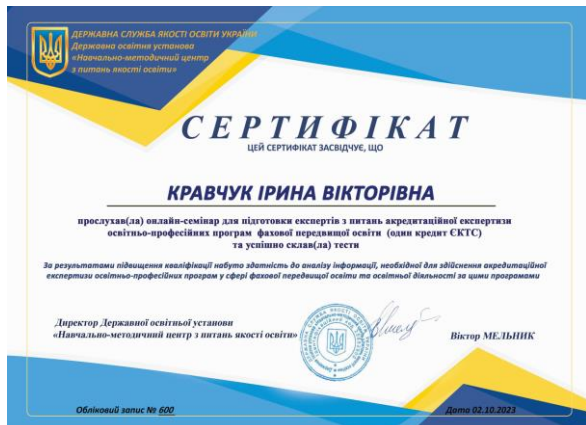 ДЕРЖАВНА СЛУЖБА ЯКОСТІ ОСВІТИ УКРАЇНИ
Державна освітня установа
«Навчально-методичний центр
з питань якості освіти»
СЕРТИФІКАТ
ЦЕЙ СЕРТИФІКАТ ЗАСВІДЧУЄ, ЩО
КРАВЧУК ІРИНА ВІКТОРІВНА
прослухав(ла) онлайн-семінар для підготовки експертів з питань акредитаційної експертизи
освітньо-професійних програм фахової передвищої освіти (один кредит ЄКТС)
та успішно склав(ла) тести
За результатами підвищення кваліфікації набуто здатність до аналізу інформації, необхідної для здійснення акредитаційної
експертизи освітньо-професійних програм у сфері фахової передвищої освіти та освітньої діяльності за цими програмами
Директор Державної освітньої установи
«Навчально-методичний центр з питань якості освіти»
Віктор МЕЛЬНИК
Обліковий запис № 600
Дата 02.10.2023